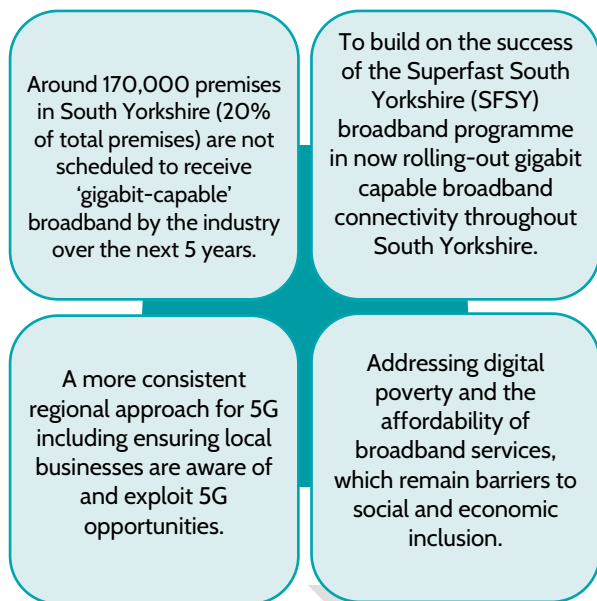 Around 170,000 premises
in South Yorkshire (20%
of total premises) are not
scheduled to receive
‘gigabit-capable’
broadband by the industry
over the next 5 years.
To build on the success
of the Superfast South
Yorkshire (SFSY)
broadband programme
in now rolling-out gigabit
capable broadband
connectivity throughout
South Yorkshire.
A more consistent
regional approach for 5G
including ensuring local
businesses are aware of
and exploit 5G
opportunities.
Addressing digital
poverty and the
affordability of
broadband services,
which remain barriers to
social and economic
inclusion.